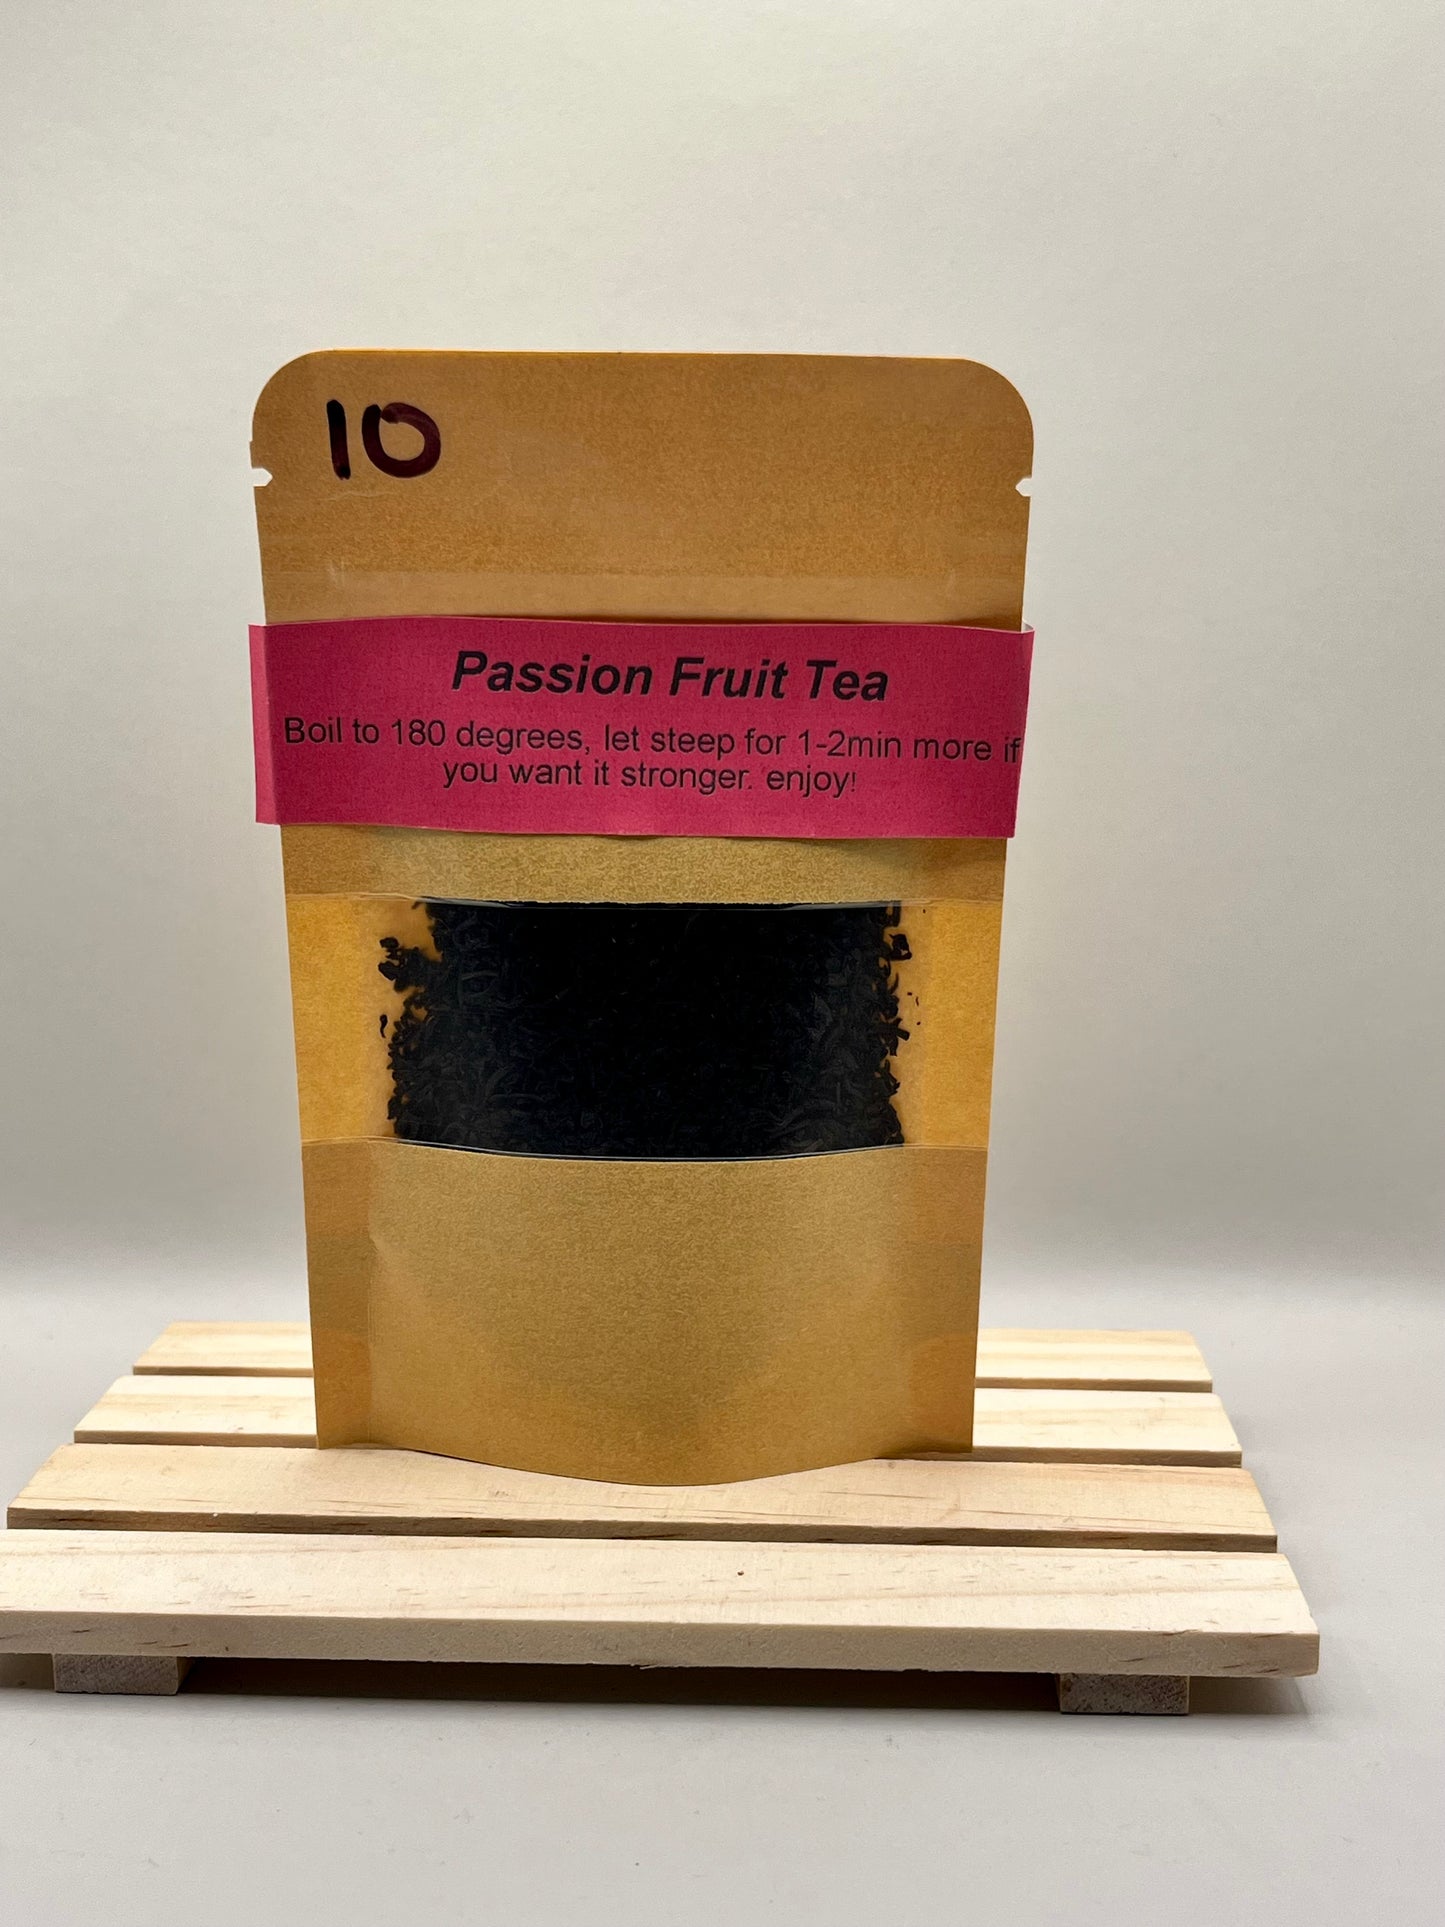 10
Passion Fruit Tea
Boil to 180 degrees, let steep for 1-2min more if
you want it stronger. enjoy!